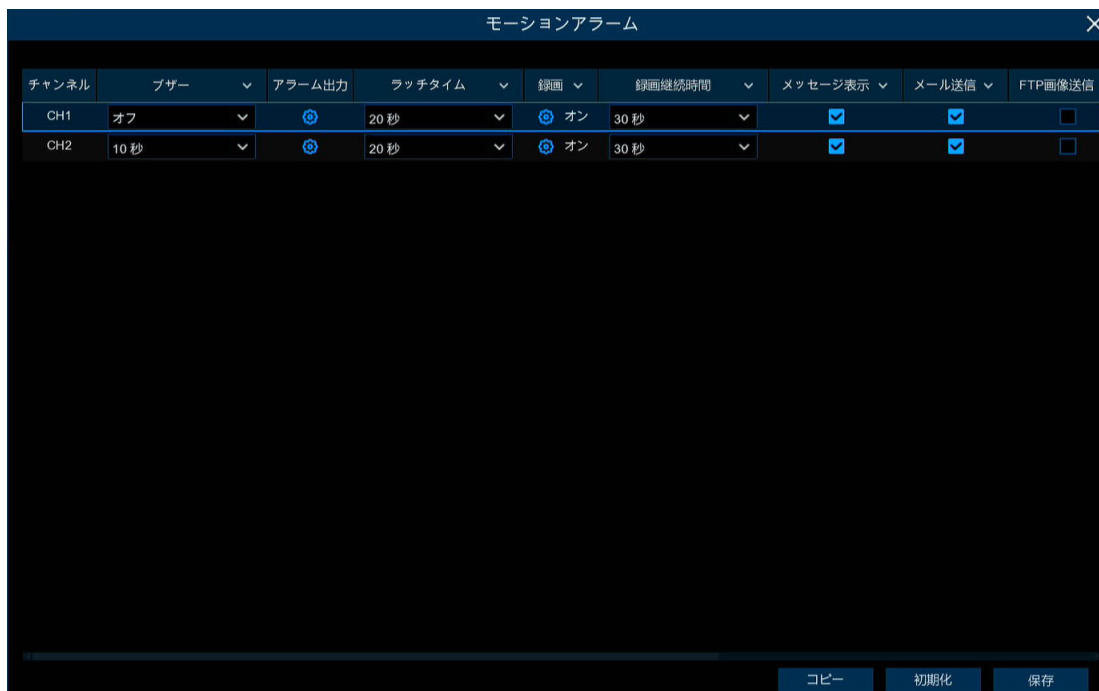 モーションアラーム
チャンネル ブザー アラーム出力 ラッチタイム 録画 録画継続時間 メッセージ表示 メール送信 FTP画像送信
CH1 オフ 20 秒 オン 30 秒
CH2 10 秒 20 秒 オン 30 秒
コピー 初期化 保存